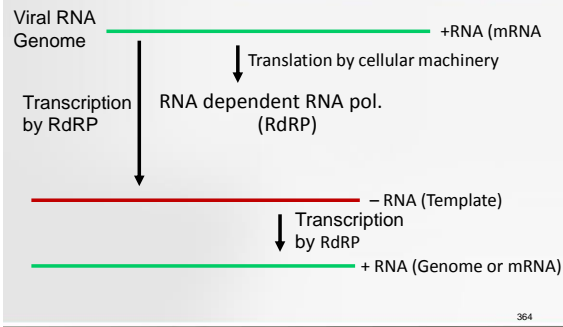 Viral RNA
Genome
+RNA (mRNA
Translation by cellular machinery
Transcription
by RdRP
RNA dependent RNA pol.
(RdRP)
– RNA (Template)
Transcription
by RdRP
+ RNA (Genome or mRNA)
364